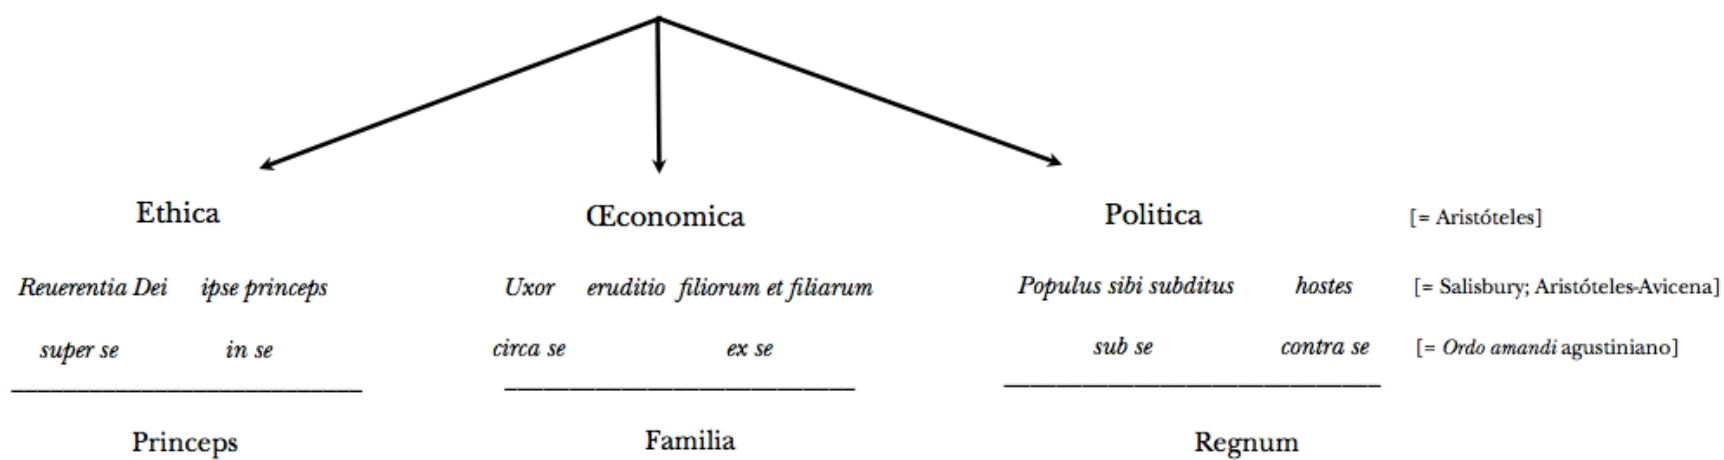 Ethica Œconomica Politica [= Aristóteles]
Reuerentia Dei ipse princeps Uxor eruditio filiorum et filiarum Populus sibi subditus hostes [= Salisbury; Aristóteles-Avicena]
super se in se circa se ex se sub se contra se [= Ordo amandi agustiniano]
Princeps Familia Regnum